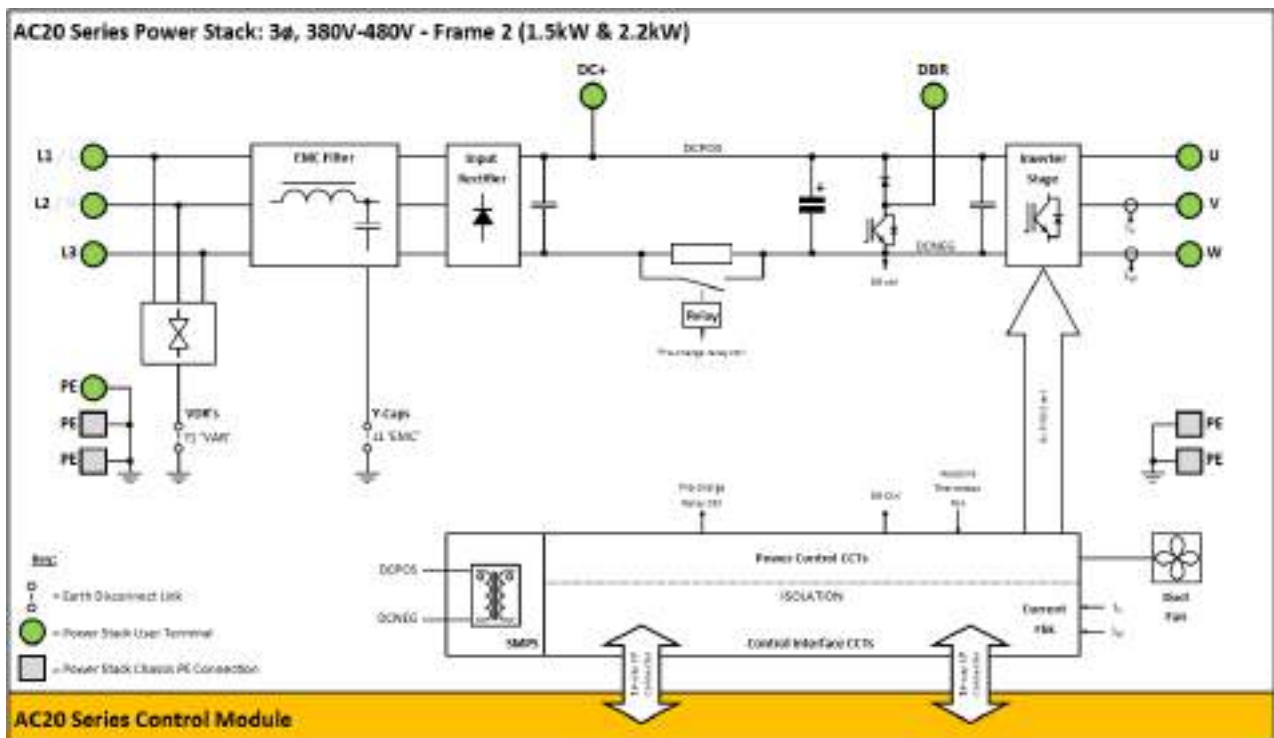 AC20 Series Power Stack: 3ø, 380V-480V - Frame 2 (1.5kW & 2.2kW)
DC+
DBR
L1 / L
EMC Filter
Input
Rectifier
DCPOS
Inverter
Stage
U
L2 / N
V
L3
DCNEG
W
Relay
PE
VDR's
Y-Caps
PE
PE
PE
PE
Power Control CCTs
Key:
DCPOS
ISOLATION
= Earth Disconnect Link
DCNEG
Current
Fan
= Power Stack User Terminal
SMPS
Control Interface CCTS
= Power Stack Chassis PE Connection
AC20 Series Control Module